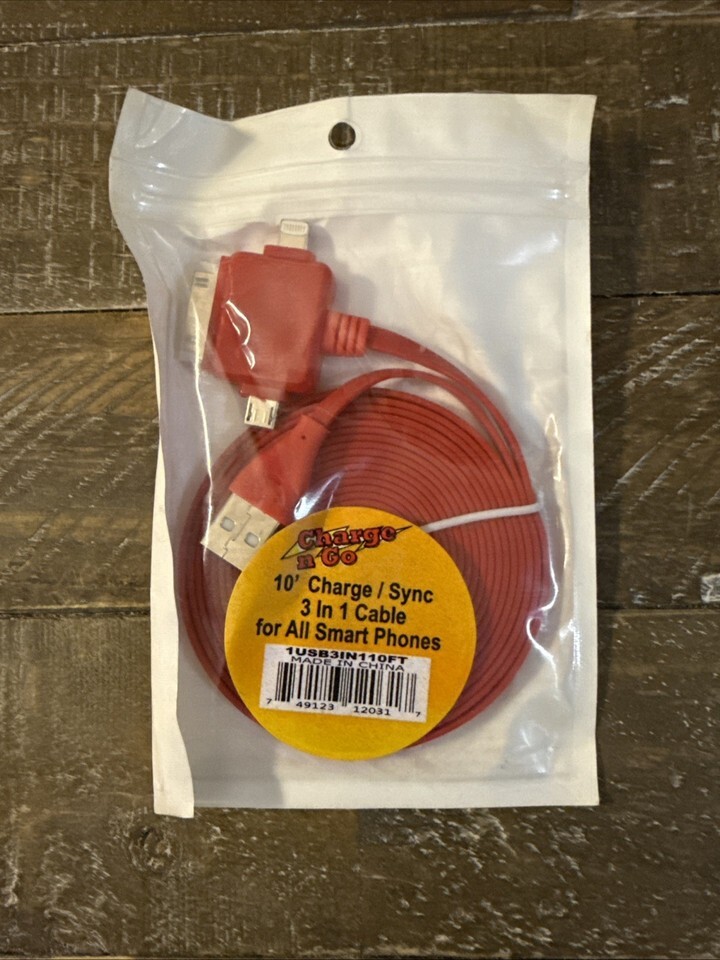 Charge
n Go
10' Charge / Sync
3 In 1 Cable
for All Smart Phones
1USB3IN110FT
MADE IN CHINA
7 49123 12031 7